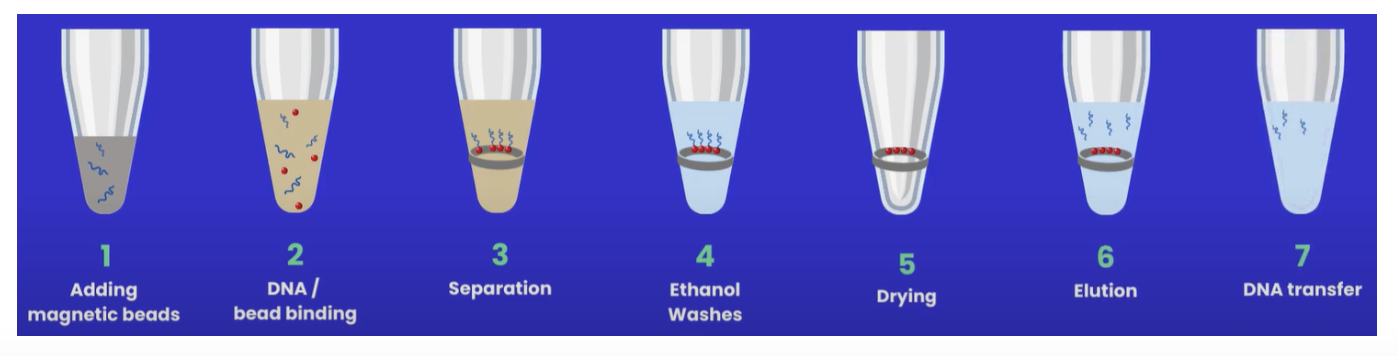 1
Adding
magnetic beads
2
DNA /
bead binding
3
Separation
4
Ethanol
Washes
5
Drying
6
Elution
7
DNA transfer